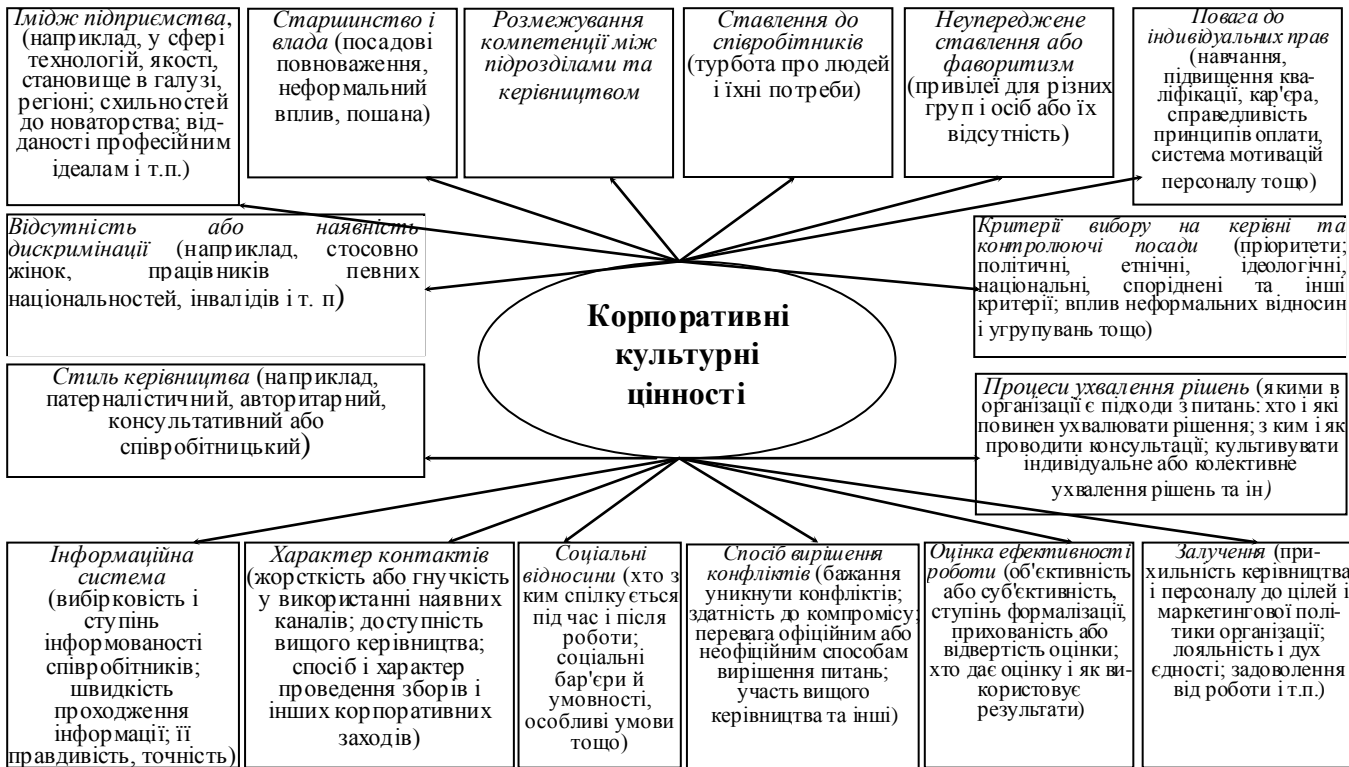 Імідж підприємства,
(наприклад, у сфері
технологій, якості,
становище в галузі,
регіоні; схильностей
до новаторства; від-
даності професійним
ідеалам і т.п.)
Старшинство і
влада (посадові
повноваження,
неформальний
вплив, пошана)
Розмежування
компетенції між
підрозділами та
керівництвом
Ставлення до
співробітників
(турбота про людей
і їхні потреби)
Неупереджене
ставлення або
фаворитизм
(привілеї для різних
груп і осіб або їх
відсутність)
Повага до
індивідуальних прав
(навчання,
підвищення ква-
ліфікації, кар'єра,
справедливість
принципів оплати,
система мотивацій
персоналу тощо)
Відсутність або наявність
дискримінації (наприклад, стосовно
жінок, працівників певних
національностей, інвалідів і т. п)
Критерії вибору на керівні та
контролюючі посади (пріоритети;
політичні, етнічні, ідеологічні,
національні, споріднені та інші
критерії; вплив неформальних відносин
і угрупувань тощо)
Корпоративні
культурні
цінності
Стиль керівництва (наприклад,
патерналістичний, авторитарний,
консультативний або
співробітницький)
Процеси ухвалення рішень (якими в
організації є підходи з питань: хто і які
повинен ухвалювати рішення; з ким і як
проводити консультації; культивувати
індивідуальне або колективне
ухвалення рішень та ін)
Інформаційна
система
(вибірковість і
ступінь
інформованості
співробітників;
швидкість
проходження
інформації; її
правдивість, точність)
Характер контактів
(жорсткість або гнучкість
у використанні наявних
каналів; доступність
вищого керівництва;
спосіб і характер
проведення зборів і
інших корпоративних
заходів)
Соціальні
відносини (хто з
ким спілкується
під час і після
роботи;
соціальні
бар'єри й
умовності,
особливі умови
тощо)
Спосіб вирішення
конфліктів (бажання
уникнути конфліктів;
здатність до компромісу;
перевага офіційним або
неофіційним способам
вирішення питань;
участь вищого
керівництва та інші)
Оцінка ефективності
роботи (об'єктивність
або суб'єктивність,
ступінь формалізації,
прихованість або
відвертість оцінки;
хто дає оцінку і як ви-
користовує
результати)
Залучення (при-
хильність керівництва
і персоналу до цілей і
маркетингової полі-
тики організації;
лояльність і дух
єдності; задоволення
від роботи і т.п.)